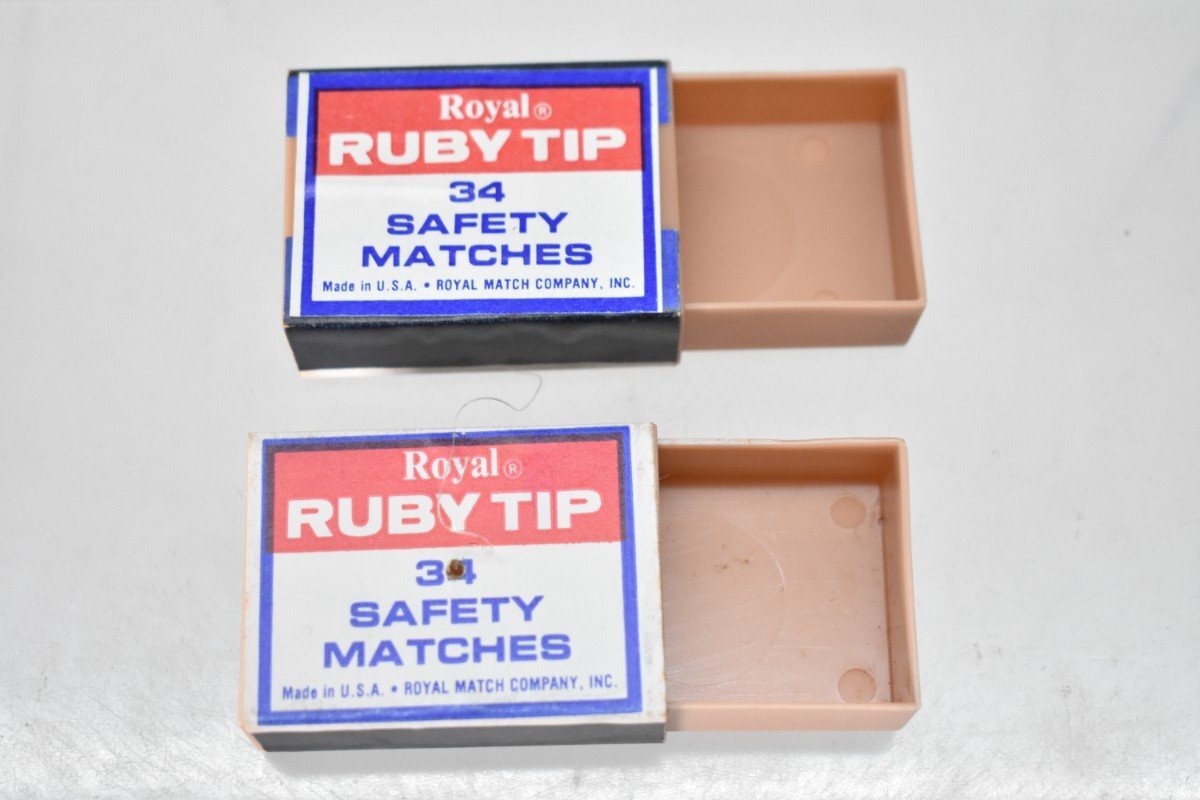 Royal®
RUBY TIP
34
SAFETY
MATCHES
Made in U.S.A. • ROYAL MATCH COMPANY, INC.
Royal®
RUBY TIP
34
SAFETY
MATCHES
Made in U.S.A. • ROYAL MATCH COMPANY, INC.